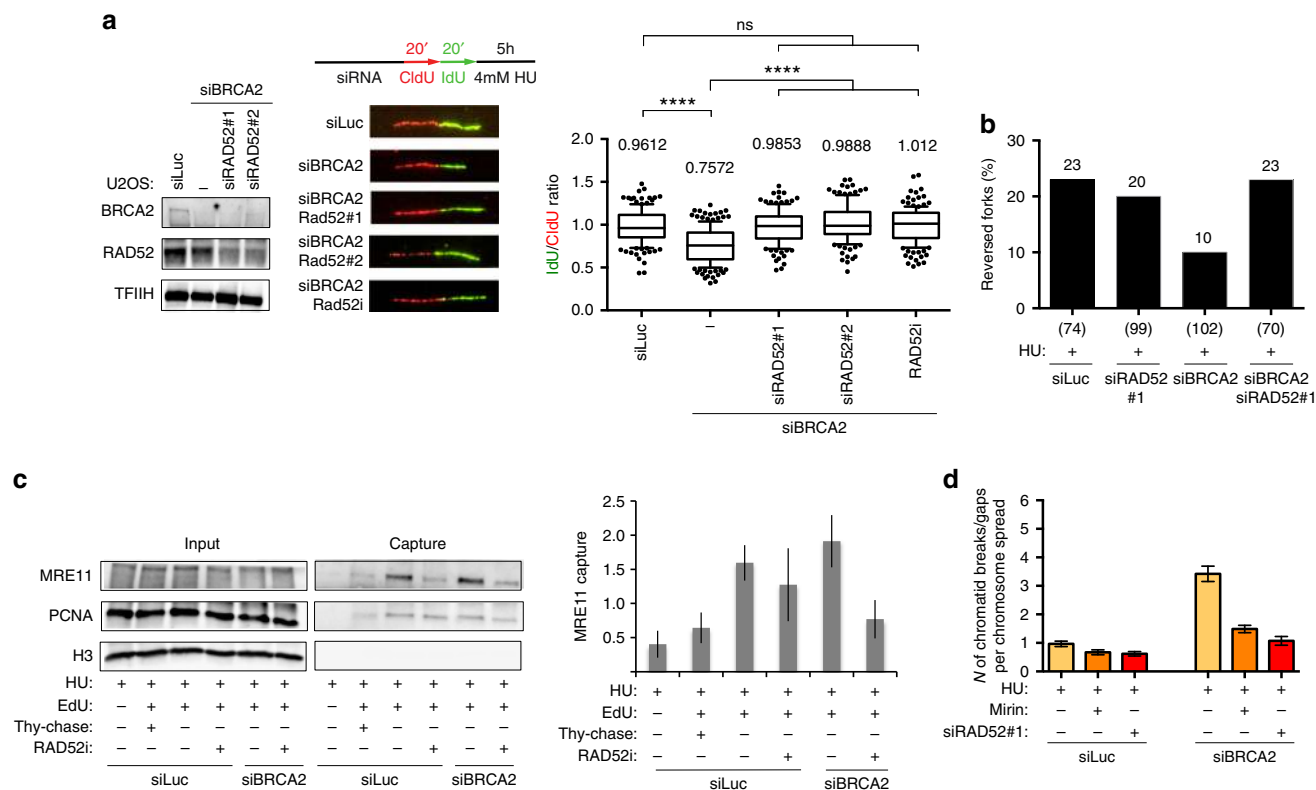 a
siBRCA2
U2OS:
siLuc
–
siRAD52#1
siRAD52#2
BRCA2
RAD52
TFIIH
20′ 20′ 5h
siRNA CldU IdU 4mM HU
siLuc
siBRCA2
siBRCA2
Rad52#1
siBRCA2
Rad52#2
siBRCA2
Rad52i
ns
****
****
IdU/CldU ratio
2.0
1.5
1.0
0.5
0.0
0.9612
0.7572
0.9853
0.9888
1.012
siLuc
–
siRAD52#1
siRAD52#2
RAD52i
siBRCA2
b
Reversed forks (%)
30
20
10
0
23
20
10
23
(74) (99) (102) (70)
HU: + + + +
siLuc
siRAD52
#1
siBRCA2
siBRCA2
siRAD52#1
c
Input Capture
MRE11
PCNA
H3
HU: + + + + + + + + + + + +
EdU: – + + + + + – + + + + +
Thy-chase: – + – – – – – + – – – –
RAD52i: – – – + – + – – – + – +
siLuc siBRCA2 siLuc siBRCA2
MRE11 capture
2.5
2.0
1.5
1.0
0.5
HU: + + + + + +
EdU: – + + + + +
Thy-chase: – + – – – –
RAD52i: – – – + – +
siLuc siBRCA2
d
N of chromatid breaks/gaps
per chromosome spread
6
5
4
3
2
1
0
HU: + + + + + +
Mirin: – + – – + –
siRAD52#1: – – + – – +
siLuc siBRCA2